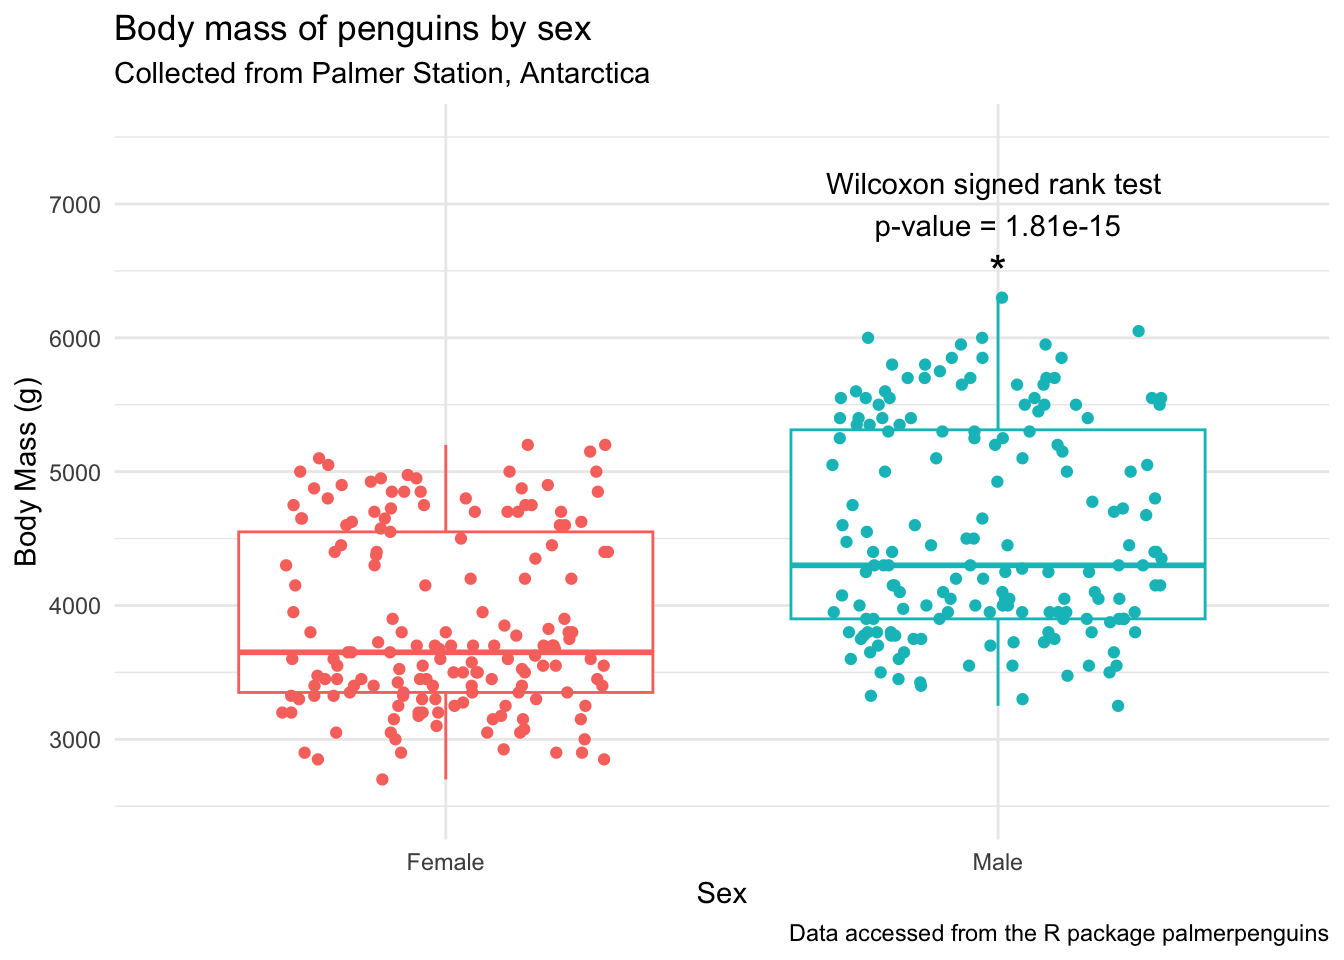 Body mass of penguins by sex
Collected from Palmer Station, Antarctica
Wilcoxon signed rank test
p-value = 1.81e-15
*
7000
6000
5000
4000
3000
Body Mass (g)
Female
Male
Sex
Data accessed from the R package palmerpenguins